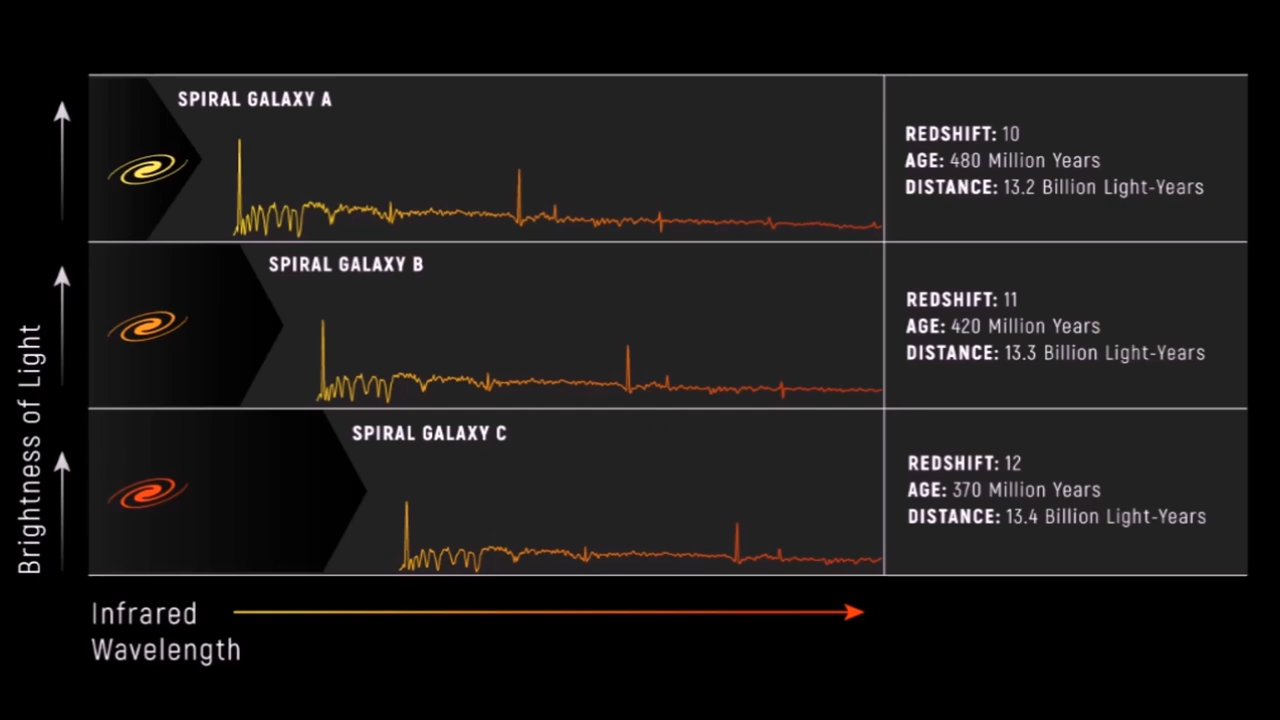 SPIRAL GALAXY A
REDSHIFT: 10
AGE: 480 Million Years
DISTANCE: 13.2 Billion Light-Years
SPIRAL GALAXY B
REDSHIFT: 11
AGE: 420 Million Years
DISTANCE: 13.3 Billion Light-Years
SPIRAL GALAXY C
REDSHIFT: 12
AGE: 370 Million Years
DISTANCE: 13.4 Billion Light-Years
Brightness of Light
Infrared
Wavelength